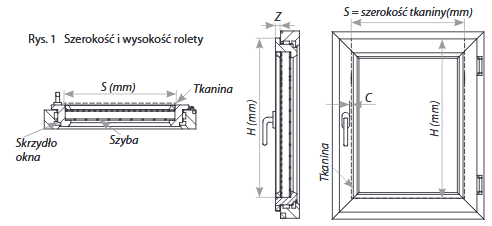 S = szerokość tkaniny(mm)
Z
Rys. 1 Szerokość i wysokość rolety
S (mm)
Tkanina
H (mm)
C
H (mm)
Skrzydło
okna
Szyba
Tkanina